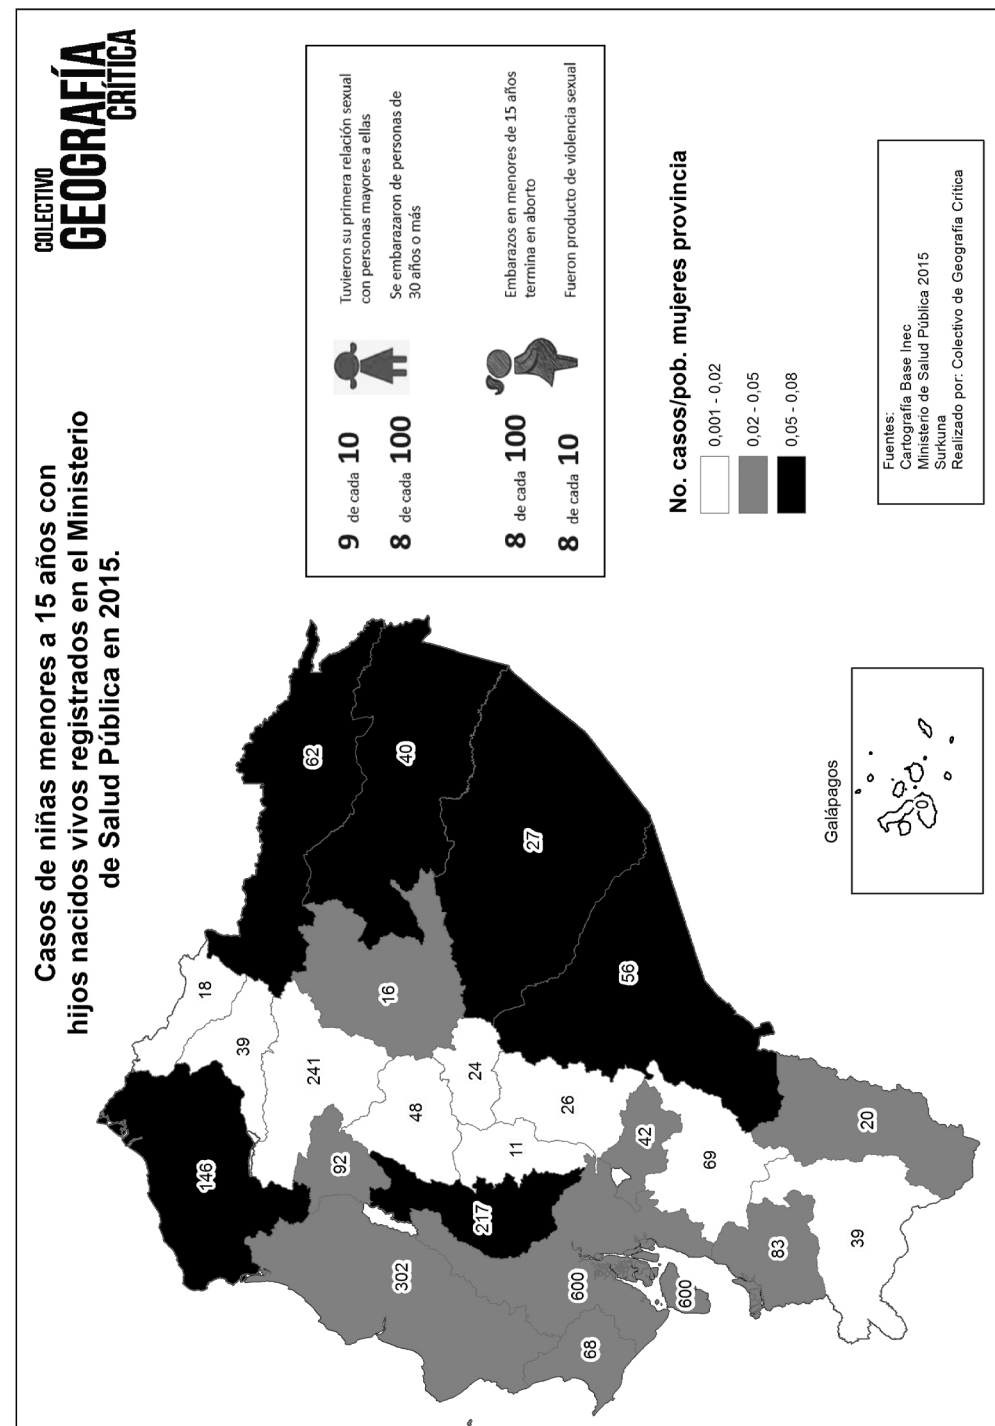 Casos de niñas menores a 15 años con
hijos nacidos vivos registrados en el Ministerio
de Salud Pública en 2015.
COLECTIVO
GEOGRAFÍA
CRÍTICA
9 de cada 10
Tuvieron su primera relación sexual
con personas mayores a ellas
8 de cada 100
Se embarazaron de personas de
30 años o más
8 de cada 100
Embarazos en menores de 15 años
termina en aborto
8 de cada 10
Fueron producto de violencia sexual
No. casos/pob. mujeres provincia
0,001 - 0,02
0,02 - 0,05
0,05 - 0,08
Fuentes:
Cartografía Base Inec
Ministerio de Salud Pública 2015
Surkuna
Realizado por: Colectivo de Geografía Crítica
Galápagos
146
18
39
62
241
92
16
40
302
48
217
24
11
27
600
26
68
56
42
600
69
83
39
20